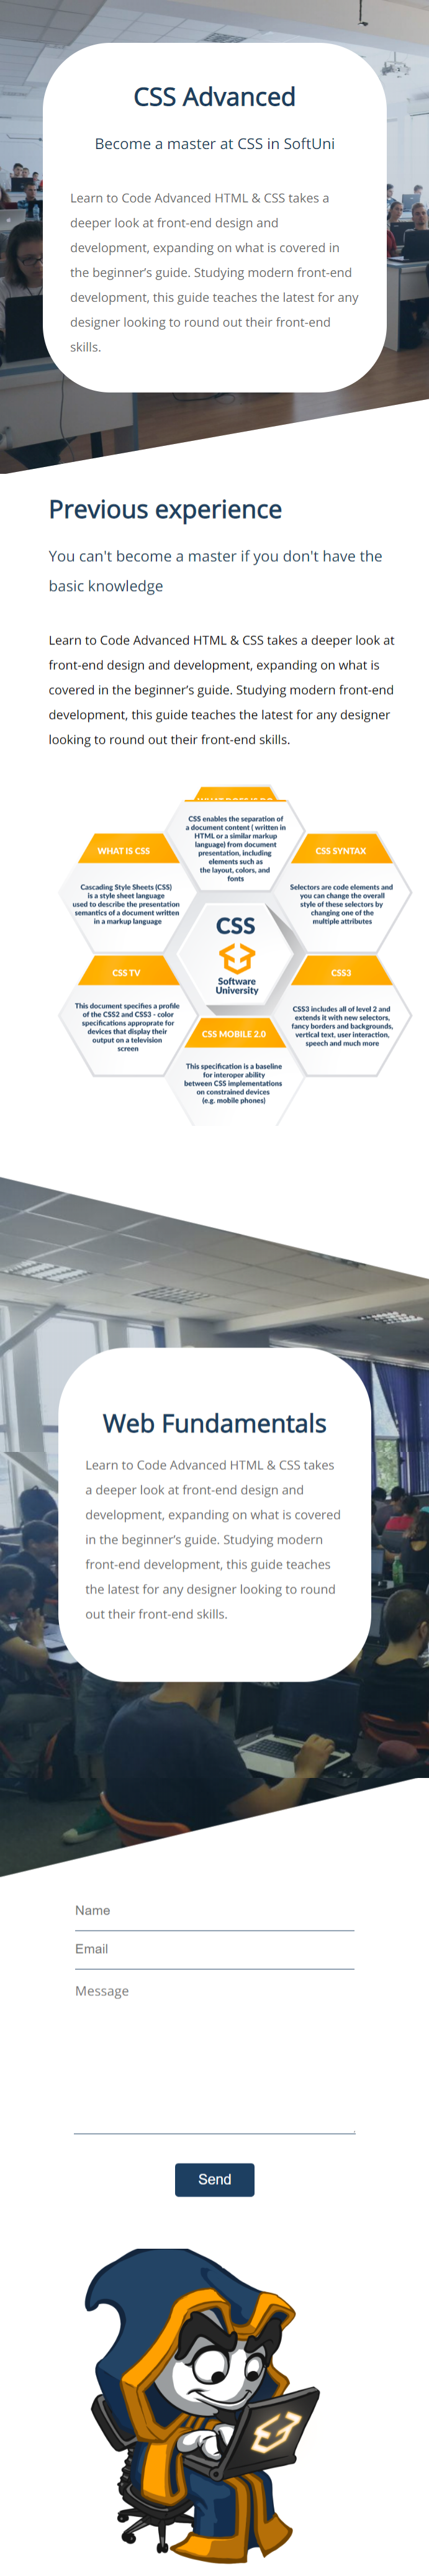 CSS Advanced
Become a master at CSS in SoftUni
Learn to Code Advanced HTML & CSS takes a
deeper look at front-end design and
development, expanding on what is covered in
the beginner’s guide. Studying modern front-end
development, this guide teaches the latest for any
designer looking to round out their front-end
skills.
Previous experience
You can't become a master if you don't have the
basic knowledge
Learn to Code Advanced HTML & CSS takes a deeper look at
front-end design and development, expanding on what is
covered in the beginner’s guide. Studying modern front-end
development, this guide teaches the latest for any designer
looking to round out their front-end skills.
CSS enables the separation of
a document content ( written in
HTML or a similar markup
language) from document
presentation, including
elements such as
the layout, colors, and
fonts
WHAT IS CSS
Cascading Style Sheets (CSS)
is a style sheet language
used to describe the presentation
semantics of a document written
in a markup language
CSS SYNTAX
Selectors are code elements and
you can change the overall
style of these selectors by
changing one of the
multiple attributes
CSS
Software
University
CSS TV
This document specifies a profile
of the CSS2 and CSS3 - color
specifications approprate for
devices that display their
output on a television
screen
CSS3
CSS3 includes all of level 2 and
extends it with new selectors,
fancy borders and backgrounds,
vertical text, user interaction,
speech and much more
CSS MOBILE 2.0
This specification is a baseline
for interoper ability
between CSS implementations
on constrained devices
(e.g. mobile phones)
Web Fundamentals
Learn to Code Advanced HTML & CSS takes
a deeper look at front-end design and
development, expanding on what is covered
in the beginner’s guide. Studying modern
front-end development, this guide teaches
the latest for any designer looking to round
out their front-end skills.
Name
Email
Message
Send